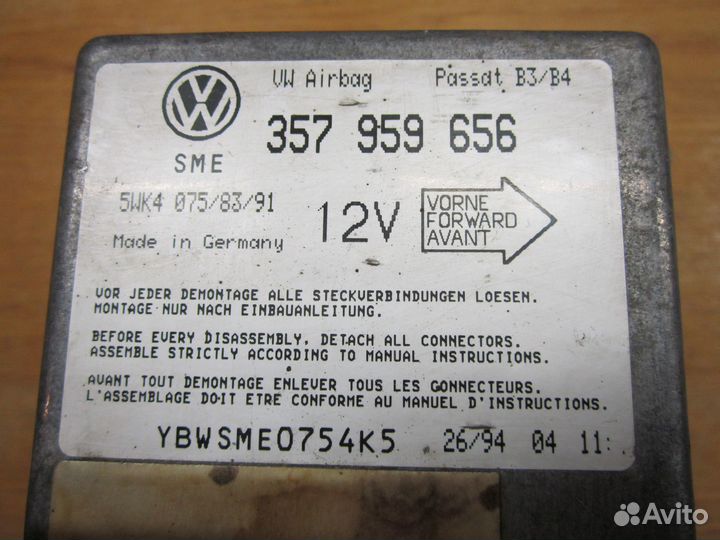 VW Airbag Passat B3/B4
357 959 656
SME
5WK4 075/83/91
Made in Germany
12V
VORNE
FORWARD
AVANT
VOR JEDER DEMONTAGE ALLE STECKVERBINDUNGEN LOESEN.
MONTAGE NUR NACH EINBAUANLEITUNG.
BEFORE EVERY DISASSEMBLY, DETACH ALL CONNECTORS.
ASSEMBLE STRICTLY ACCORDING TO MANUAL INSTRUCTIONS.
AVANT TOUT DEMONTAGE ENLEVER TOUS LES CONNECTEURS.
L'ASSEMBLAGE DOIT ETRE CONFORME AU MANUEL D'INSTRUCTIONS.
YBWSME0754K5 26/94 04 11:
Avito